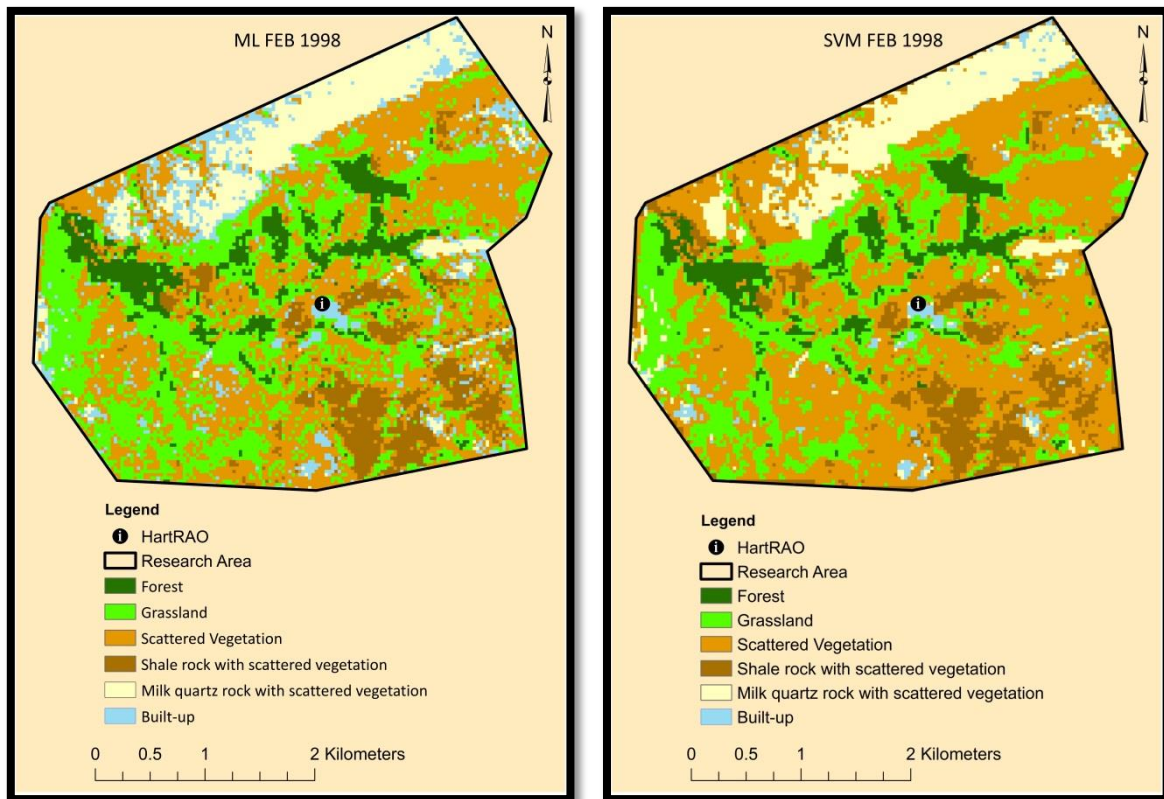 ML FEB 1998
N
Legend
HartRAO
Research Area
Forest
Grassland
Scattered Vegetation
Shale rock with scattered vegetation
Milk quartz rock with scattered vegetation
Built-up
0 0.5 1 2 Kilometers
SVM FEB 1998
N
Legend
HartRAO
Research Area
Forest
Grassland
Scattered Vegetation
Shale rock with scattered vegetation
Milk quartz rock with scattered vegetation
Built-up
0 0.5 1 2 Kilometers